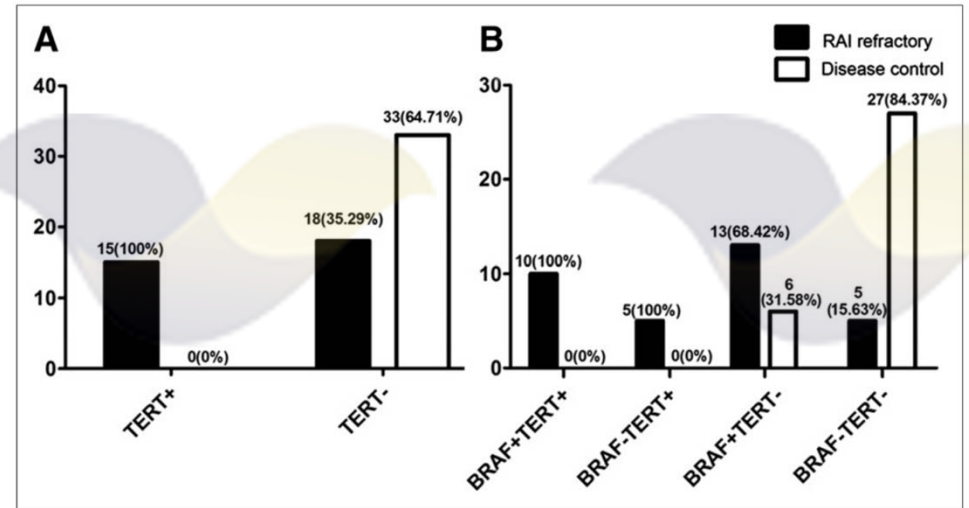 A
40
30
20
10
0
15(100%)
0(0%)
18(35.29%)
33(64.71%)
TERT+
TERT-
B
RAI refractory
Disease control
30
20
10
0
10(100%)
0(0%)
5(100%)
0(0%)
13(68.42%)
6
(31.58%)
5
(15.63%)
27(84.37%)
BRAF+TERT+
BRAF-TERT+
BRAF+TERT-
BRAF-TERT-